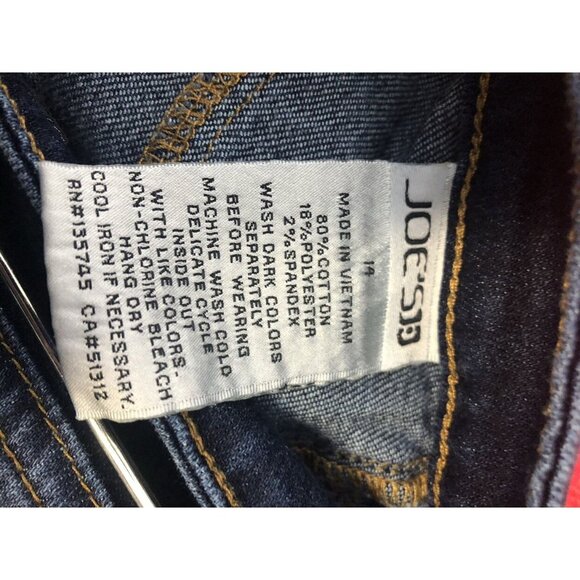 JOE'S
14
MADE IN VIETNAM
80%COTTON
18%POLYESTER
2%SPANDEX
WASH DARK COLORS
SEPARATELY
BEFORE WEARING
MACHINE WASH COLD
DELICATE CYCLE
INSIDE OUT
WITH LIKE COLORS-
NON-CHLORINE BLEACH
HANG DRY
COOL IRON IF NECESSARY
RN#135745 CA#51312